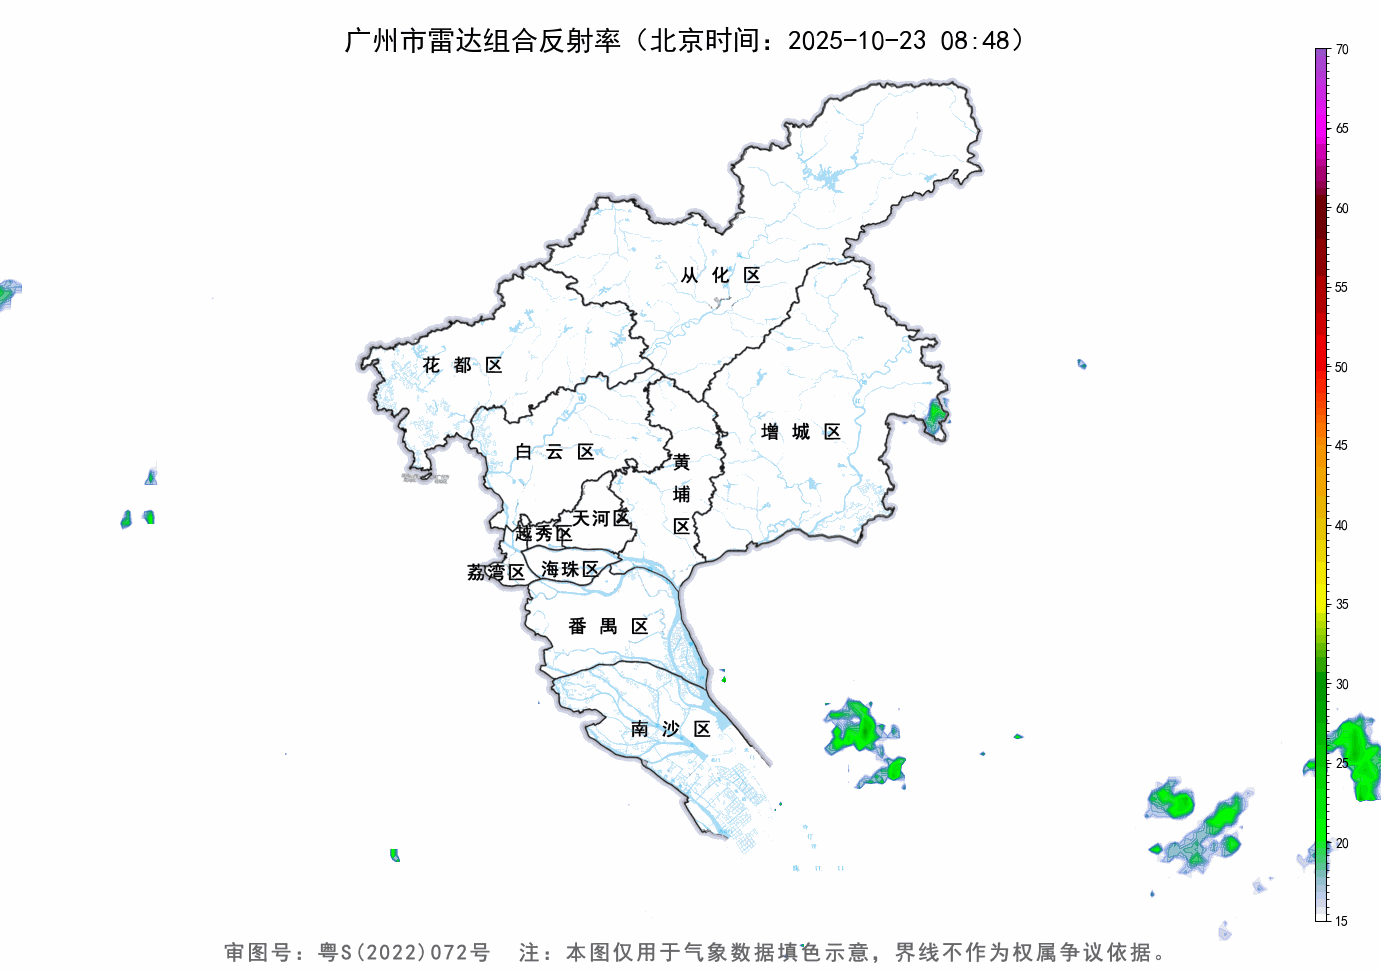 广州市雷达组合反射率（北京时间：2025-10-23 08:48）
70
65
60
55
50
45
40
35
30
25
20
15
从化区
花都区
增城区
白云区
黄埔区
天河区
越秀区
荔湾区
海珠区
番禺区
南沙区
审图号：粤S(2022)072号 注：本图仅用于气象数据填色示意，界线不作为权属争议依据。